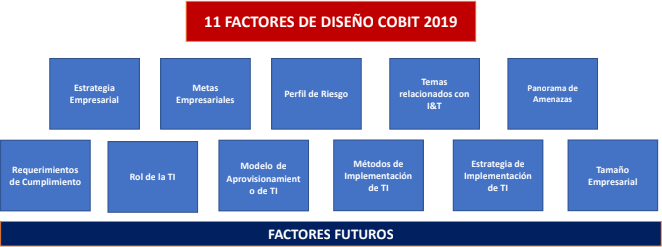 11 FACTORES DE DISEÑO COBIT 2019
Estrategia
Empresarial
Metas
Empresariales
Perfil de Riesgo
Temas
relacionados con
I&T
Panorama de
Amenazas
Requerimientos
de Cumplimiento
Rol de la TI
Modelo de
Aprovisionamient
o de TI
Métodos de
Implementación
de TI
Estrategia de
Implementación
de TI
Tamaño
Empresarial
FACTORES FUTUROS